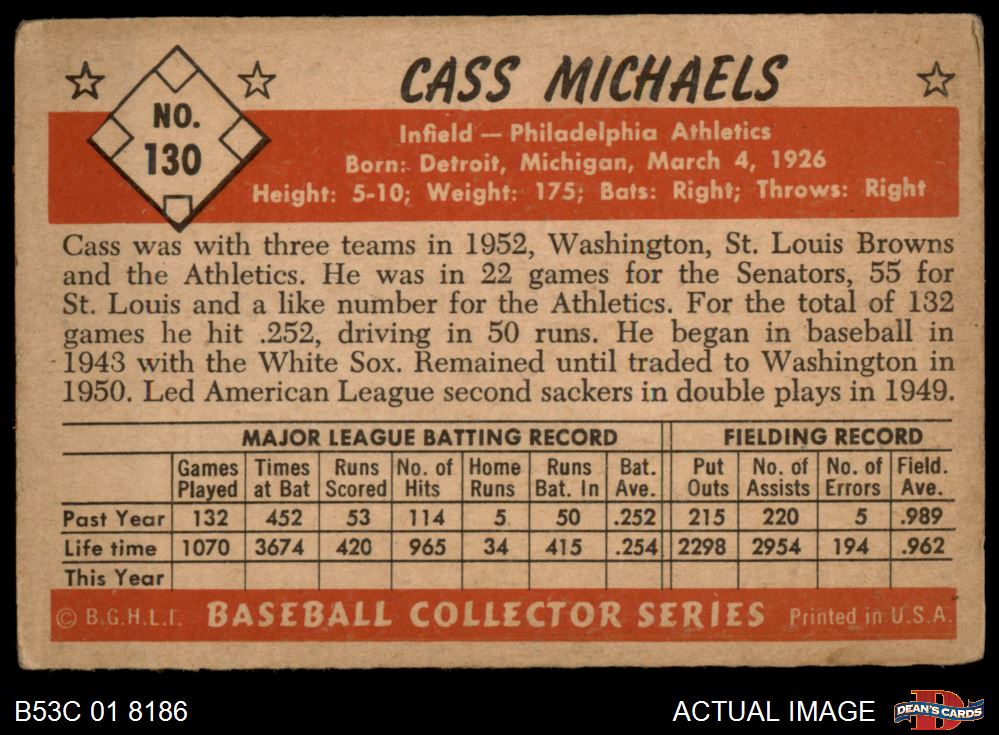 NO.
130
CASS MICHAELS
Infield — Philadelphia Athletics
Born: Detroit, Michigan, March 4, 1926
Height: 5-10; Weight: 175; Bats: Right; Throws: Right
Cass was with three teams in 1952, Washington, St. Louis Browns
and the Athletics. He was in 22 games for the Senators, 55 for
St. Louis and a like number for the Athletics. For the total of 132
games he hit .252, driving in 50 runs. He began in baseball in
1943 with the White Sox. Remained until traded to Washington in
1950. Led American League second sackers in double plays in 1949.
MAJOR LEAGUE BATTING RECORD FIELDING RECORD
Games Times Runs No. of Home Runs Bat. Put No. of No. of Field.
Played at Bat Scored Hits Runs Bat. In Ave. Outs Assists Errors Ave.
Past Year 132 452 53 114 5 50 .252 215 220 5 .989
Life time 1070 3674 420 965 34 415 .254 2298 2954 194 .962
This Year
© B.G.H.L.I. BASEBALL COLLECTOR SERIES Printed in U.S.A.
B53C 01 8186 ACTUAL IMAGE DEAN'S CARDS